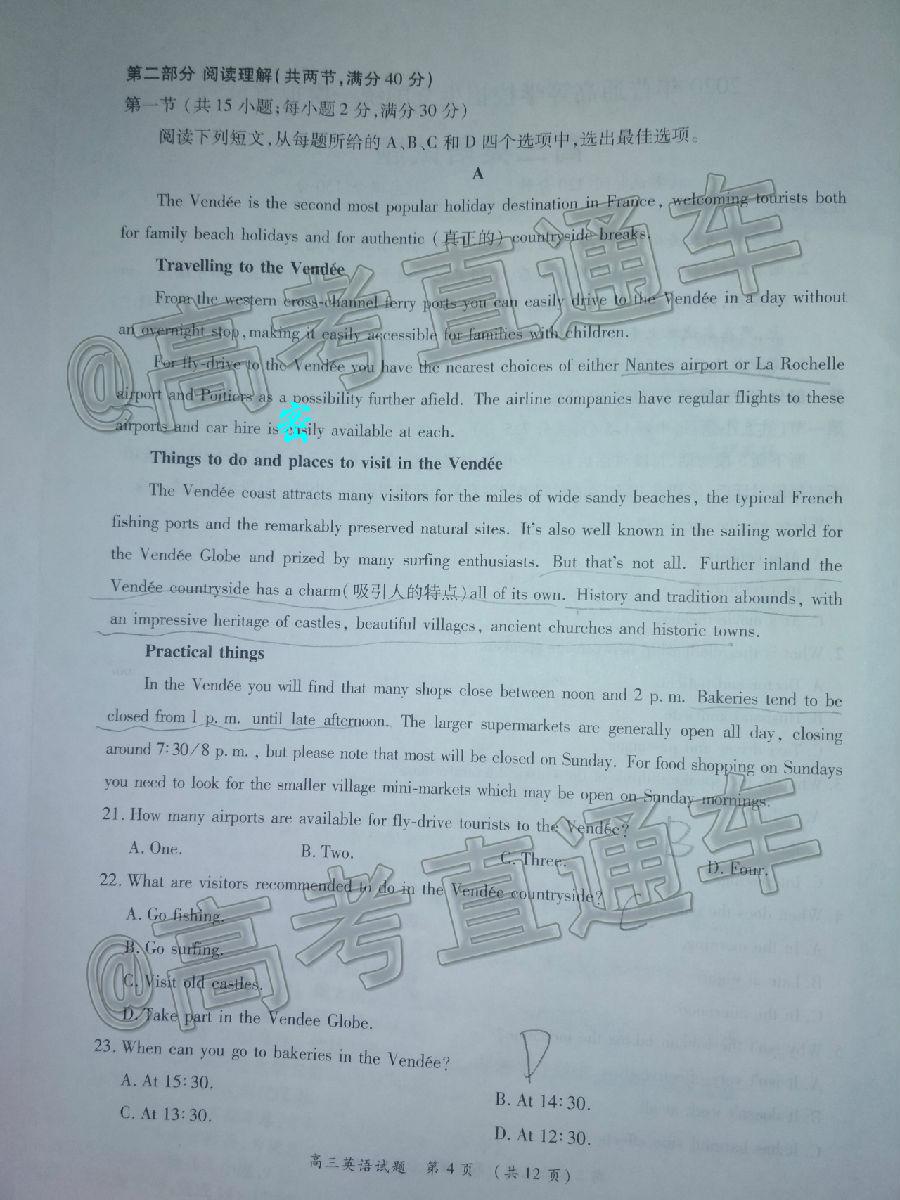 第二部分 阅读理解(共两节,满分40分)
第一节 (共15小题;每小题2分,满分30分)
阅读下列短文,从每题所给的A、B、C和D四个选项中,选出最佳选项。
A
The Vendée is the second most popular holiday destination in France, welcoming tourists both
for family beach holidays and for authentic (真正的) countryside breaks.
Travelling to the Vendée
From the western cross-channel ferry ports you can easily drive to the Vendée in a day without
an overnight stop, making it easily accessible for families with children.
For fly-drive to the Vendée you have the nearest choices of either Nantes airport or La Rochelle
airport and Poitiers as a possibility further afield. The airline companies have regular flights to these
airports and car hire is easily available at each.
密
Things to do and places to visit in the Vendée
The Vendée coast attracts many visitors for the miles of wide sandy beaches, the typical French
fishing ports and the remarkably preserved natural sites. It's also well known in the sailing world for
the Vendée Globe and prized by many surfing enthusiasts. But that's not all. Further inland the
Vendée countryside has a charm(吸引人的特点)all of its own. History and tradition abounds, with
an impressive heritage of castles, beautiful villages, ancient churches and historic towns.
Practical things
In the Vendée you will find that many shops close between noon and 2 p. m. Bakeries tend to be
closed from 1 p. m. until late afternoon. The larger supermarkets are generally open all day, closing
around 7:30/8 p. m. , but please note that most will be closed on Sunday. For food shopping on Sundays
you need to look for the smaller village mini-markets which may be open on Sunday mornings.
21. How many airports are available for fly-drive tourists to the Vendée? B
A. One. B. Two. C. Three. D. Four.
22. What are visitors recommended to do in the Vendée countryside? C
A. Go fishing.
B. Go surfing.
C. Visit old castles.
D. Take part in the Vendee Globe.
23. When can you go to bakeries in the Vendée? D
A. At 15:30. B. At 14:30.
C. At 13:30. D. At 12:30.
高三英语试题 第4页 (共12页)
@高考直通车
@高考直通车